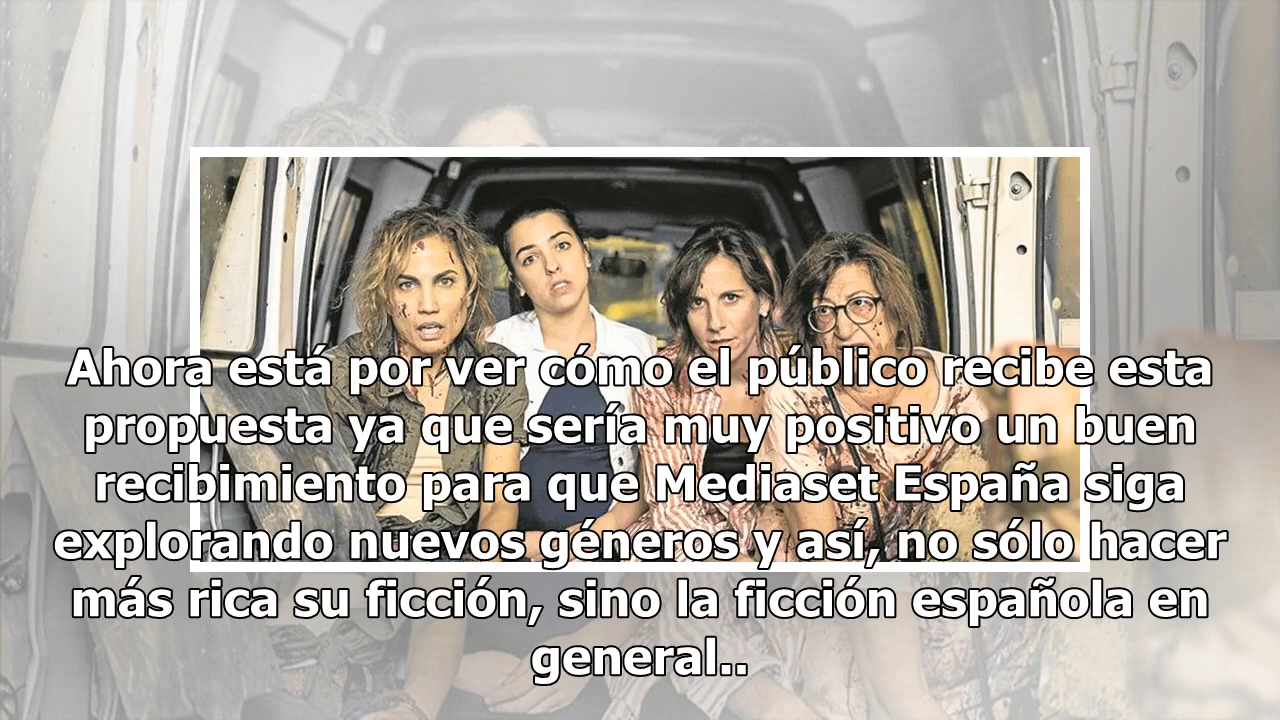 Ahora está por ver cómo el público recibe esta
propuesta ya que sería muy positivo un buen
recibimiento para que Mediaset España siga
explorando nuevos géneros y así, no sólo hacer
más rica su ficción, sino la ficción española en
general..